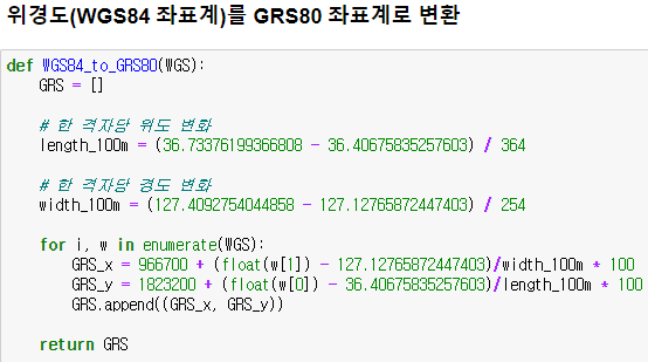 위경도(WGS84 좌표계)를 GRS80 좌표계로 변환
def WGS84_to_GRS80(WGS):
    GRS = []
    # 한 격자당 위도 변화
    length_100m = (36.73376199366808 - 36.40675835257603) / 364
    # 한 격자당 경도 변화
    width_100m = (127.4092754044858 - 127.12765872447403) / 254
    for i, w in enumerate(WGS):
        GRS_x = 966700 + (float(w[1]) - 127.12765872447403)/width_100m * 100
        GRS_y = 1823200 + (float(w[0]) - 36.40675835257603)/length_100m * 100
        GRS.append((GRS_x, GRS_y))
    return GRS